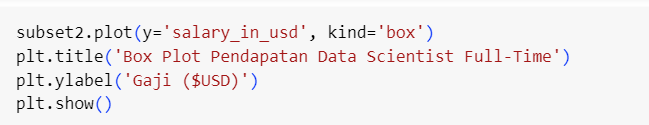 subset2.plot(y='salary_in_usd', kind='box')
plt.title('Box Plot Pendapatan Data Scientist Full-Time')
plt.ylabel('Gaji ($USD)')
plt.show()